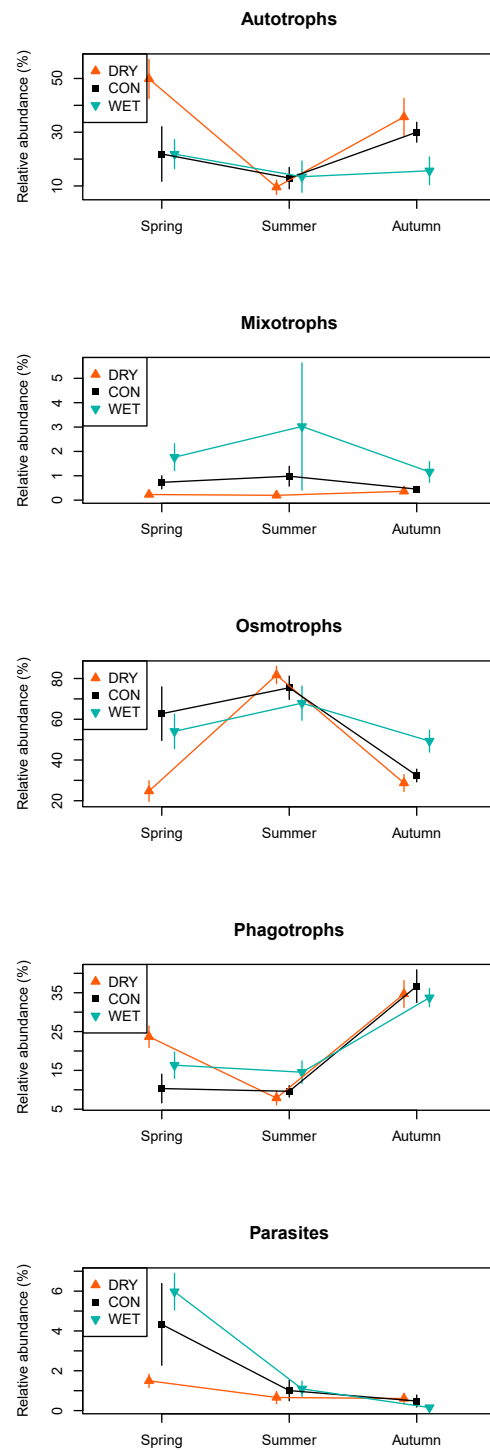 Autotrophs
Relative abundance (%)
50
30
10
DRY
CON
WET
Spring Summer Autumn
Mixotrophs
Relative abundance (%)
5
4
3
2
1
0
DRY
CON
WET
Spring Summer Autumn
Osmotrophs
Relative abundance (%)
80
60
40
20
DRY
CON
WET
Spring Summer Autumn
Phagotrophs
Relative abundance (%)
35
25
15
5
DRY
CON
WET
Spring Summer Autumn
Parasites
Relative abundance (%)
6
4
2
0
DRY
CON
WET
Spring Summer Autumn